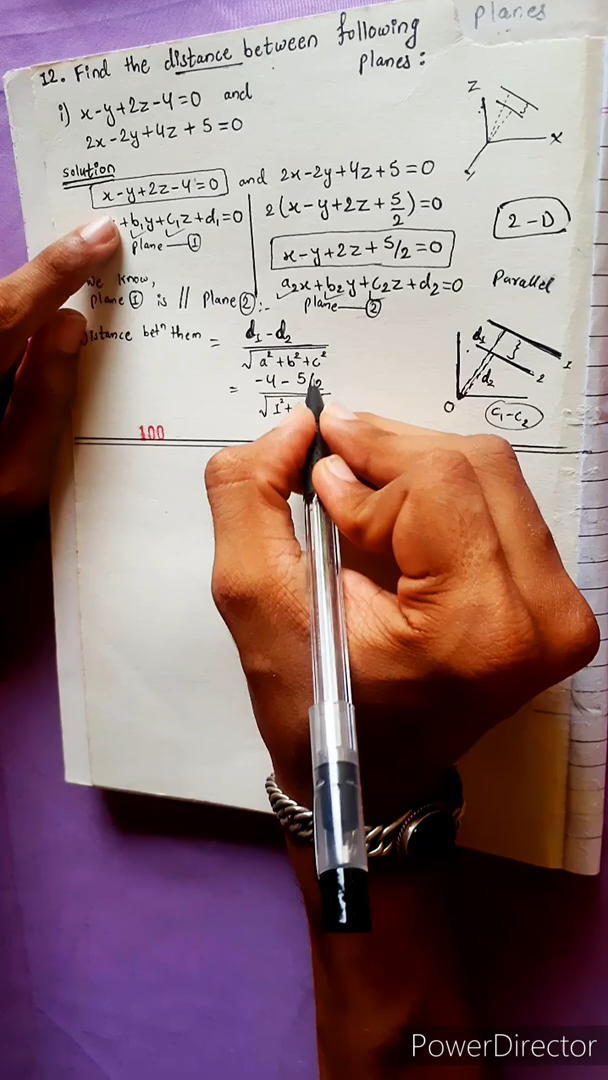 planes
12. Find the distance between following
planes:
i) x-y+2z-4=0 and
2x-2y+4z+5=0
solution
x-y+2z-4=0 and 2x-2y+4z+5=0
+b₁y+c₁z+d₁=0
plane — ①
2(x-y+2z+5/2)=0
x-y+2z+5/2=0
a₂x+b₂y+c₂z+d₂=0
plane — ②
we know,
plane ① is // plane ② :-
distance betⁿ them = d₁-d₂ / √a²+b²+c²
= -4-5/2 / √1²+
Z
X
Y
2-D
Parallel
d₁
d₂
1
2
O
c₁-c₂
100
PowerDirector